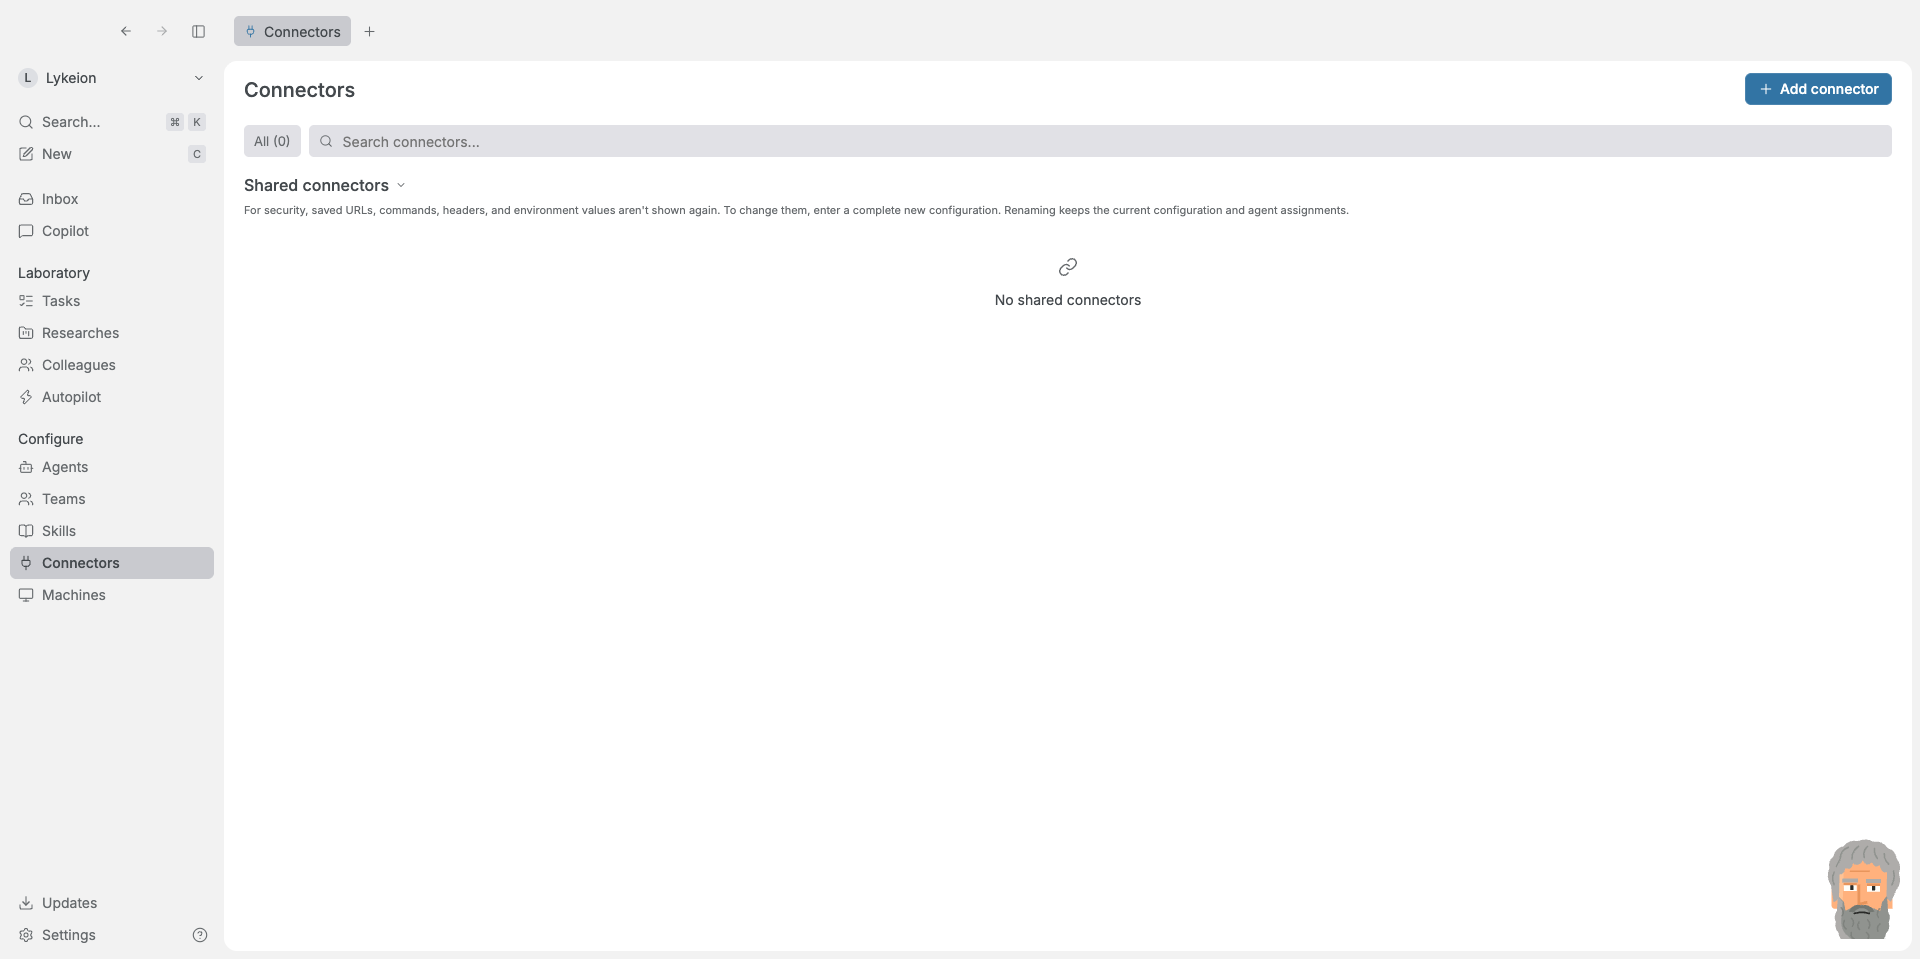 Connectors
L Lykeion
Search... ⌘ K
New C
Inbox
Copilot
Laboratory
Tasks
Researches
Colleagues
Autopilot
Configure
Agents
Teams
Skills
Connectors
Machines
Updates
Settings
Connectors
Add connector
All (0)
Search connectors...
Shared connectors
For security, saved URLs, commands, headers, and environment values aren't shown again. To change them, enter a complete new configuration. Renaming keeps the current configuration and agent assignments.
No shared connectors